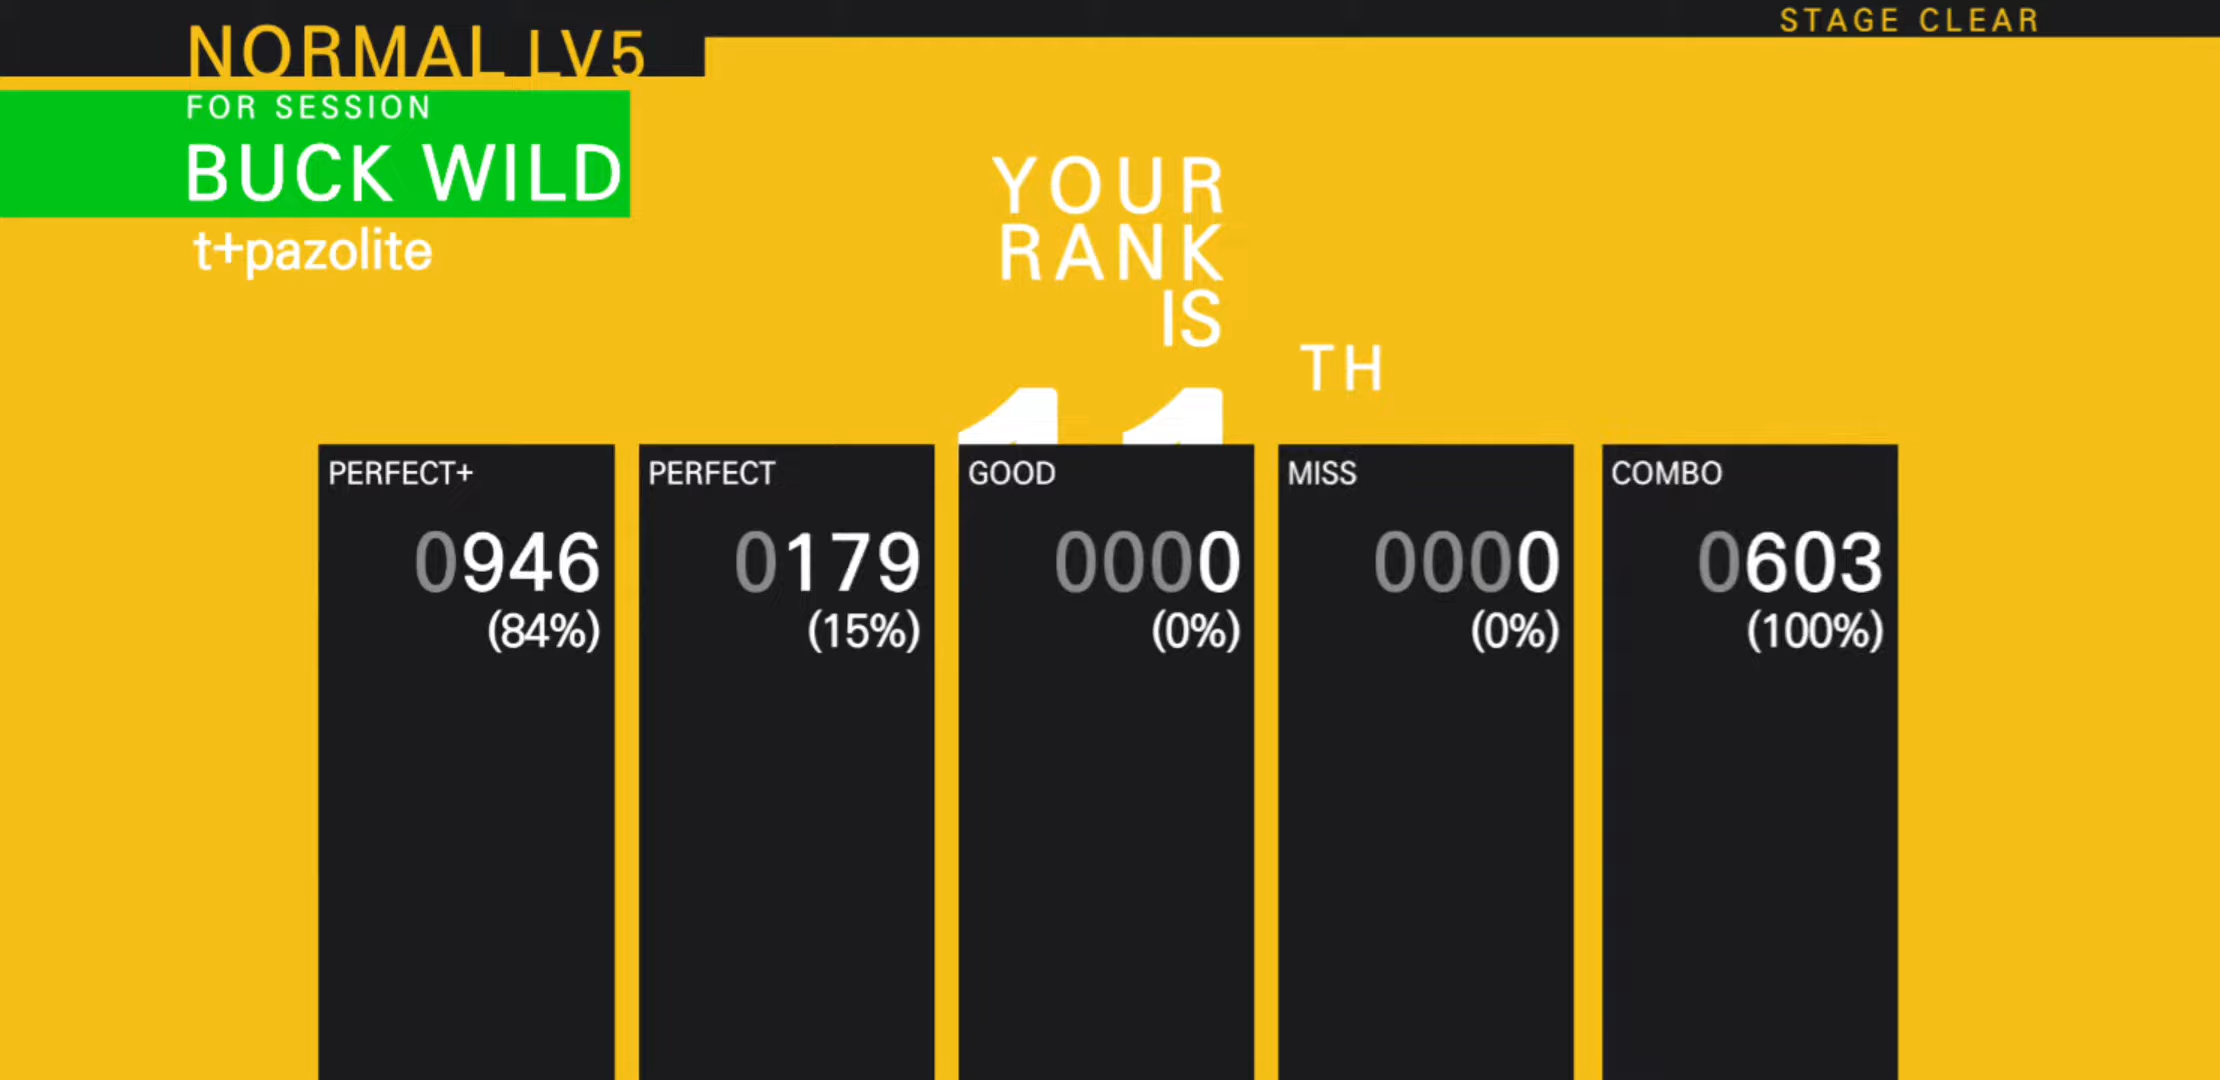 STAGE CLEAR
NORMAL LV5
FOR SESSION
BUCK WILD
t+pazolite
YOUR
RANK
IS
11 TH
PERFECT+
0946
(84%)
PERFECT
0179
(15%)
GOOD
0000
(0%)
MISS
0000
(0%)
COMBO
0603
(100%)